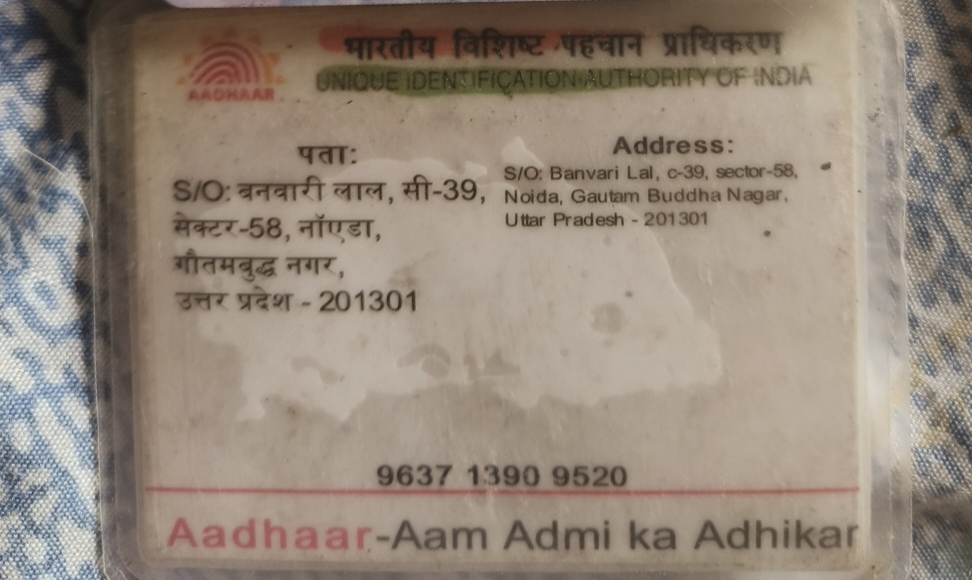 भारतीय विशिष्ट पहचान प्राधिकरण
UNIQUE IDENTIFICATION AUTHORITY OF INDIA
AADHAAR
पता:
S/O: बनवारी लाल, सी-39,
सेक्टर-58, नॉएडा,
गौतमबुद्ध नगर,
उत्तर प्रदेश - 201301
Address:
S/O: Banvari Lal, c-39, sector-58,
Noida, Gautam Buddha Nagar,
Uttar Pradesh - 201301
9637 1390 9520
Aadhaar-Aam Admi ka Adhikar